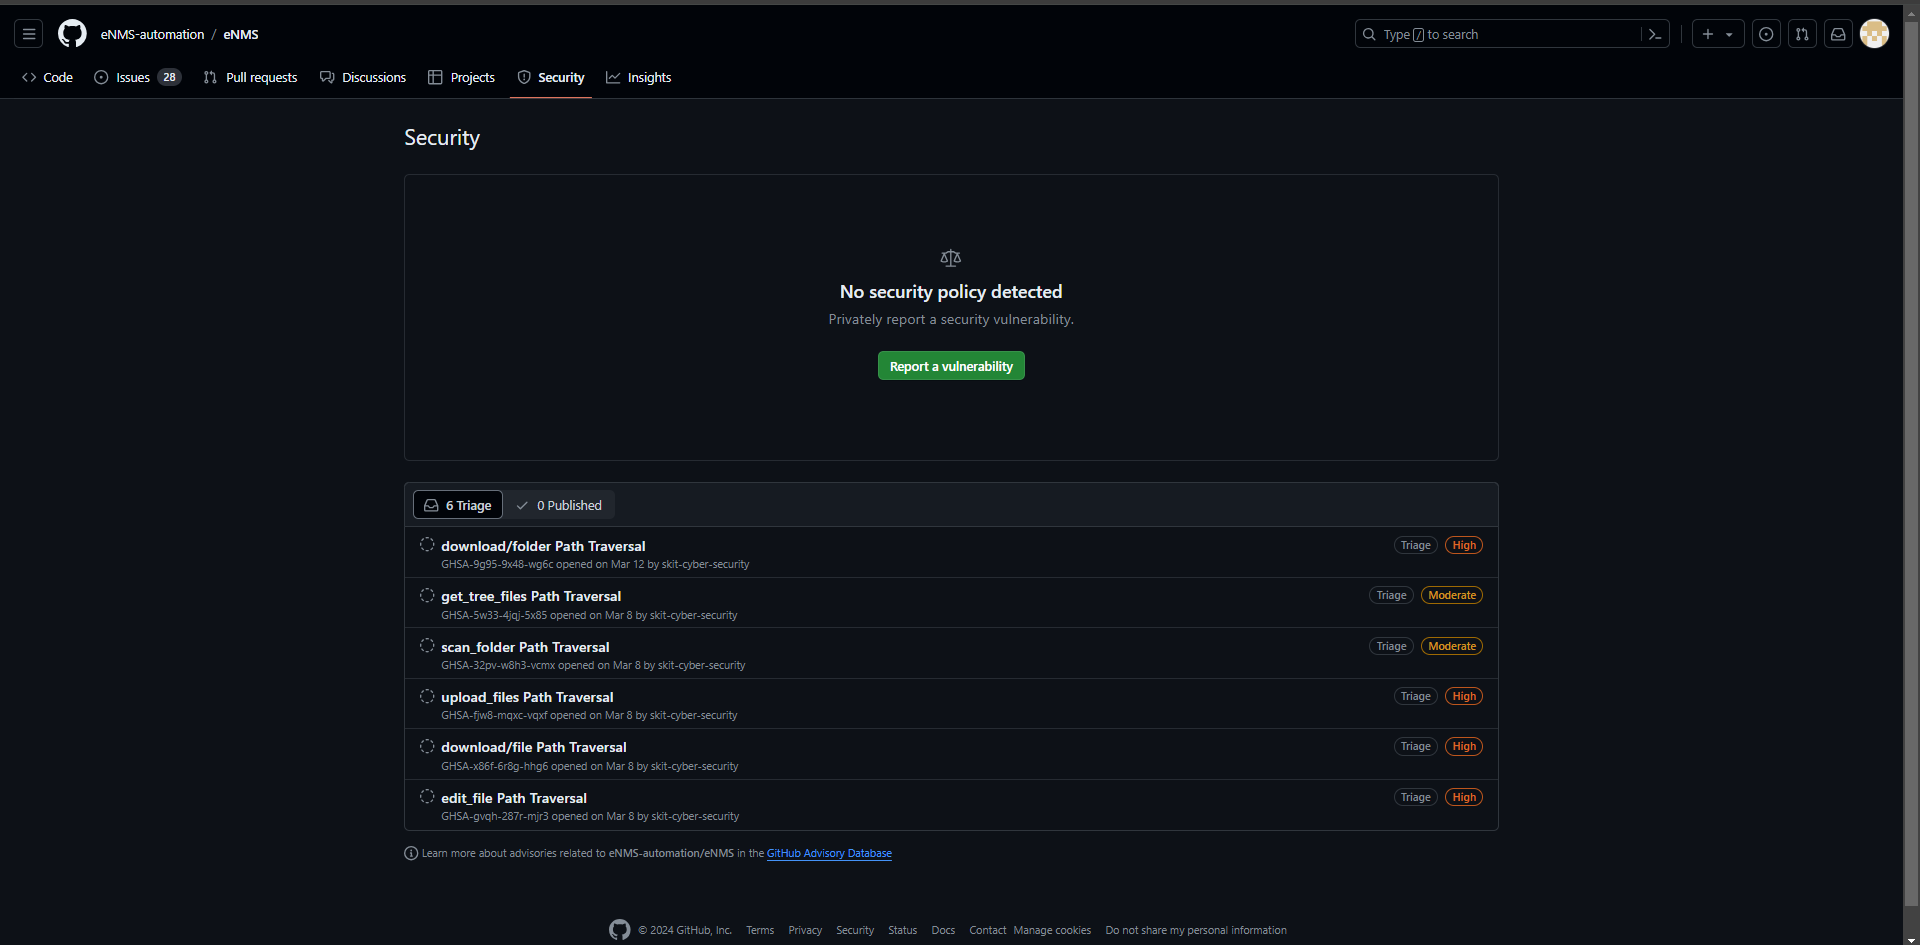 eNMS-automation / eNMS
Type / to search
Code
Issues 28
Pull requests
Discussions
Projects
Security
Insights
Security
No security policy detected
Privately report a security vulnerability.
Report a vulnerability
6 Triage
0 Published
download/folder Path Traversal
Triage High
GHSA-9g95-9x48-wg6c opened on Mar 12 by skit-cyber-security
get_tree_files Path Traversal
Triage Moderate
GHSA-5w33-4jqj-5x85 opened on Mar 8 by skit-cyber-security
scan_folder Path Traversal
Triage Moderate
GHSA-32pv-w8h3-vcmx opened on Mar 8 by skit-cyber-security
upload_files Path Traversal
Triage High
GHSA-fjw8-mqxc-vqxf opened on Mar 8 by skit-cyber-security
download/file Path Traversal
Triage High
GHSA-x86f-6r8g-hhg6 opened on Mar 8 by skit-cyber-security
edit_file Path Traversal
Triage High
GHSA-gvqh-287r-mjr3 opened on Mar 8 by skit-cyber-security
Learn more about advisories related to eNMS-automation/eNMS in the GitHub Advisory Database
© 2024 GitHub, Inc. Terms Privacy Security Status Docs Contact Manage cookies Do not share my personal information